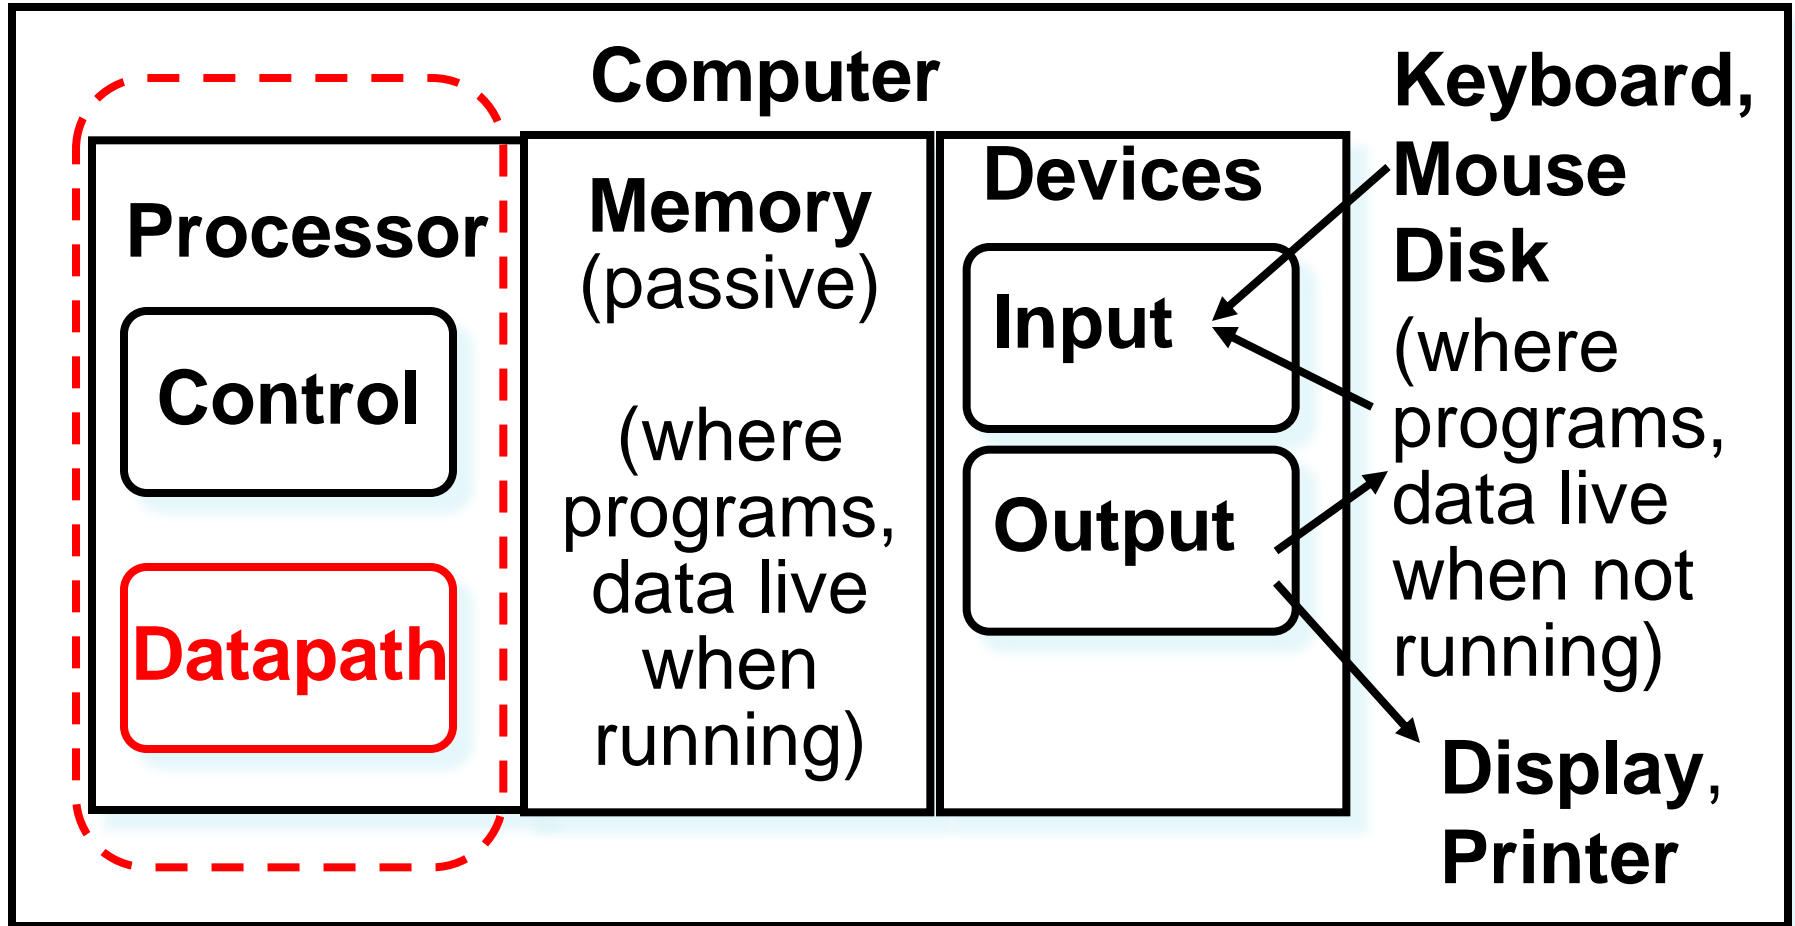 Computer
Processor
Control
Datapath
Memory
(passive)
(where
programs,
data live
when
running)
Devices
Input
Output
Keyboard,
Mouse
Disk
(where
programs,
data live
when not
running)
Display,
Printer